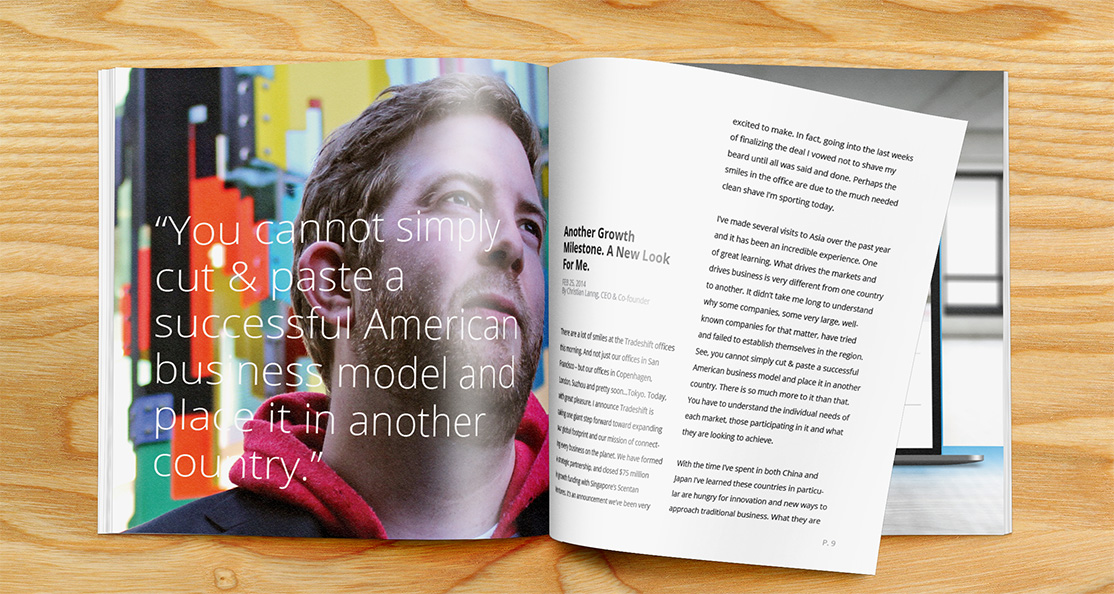 “You cannot simply
cut & paste a
successful American
business model and
place it in another
country.”
Another Growth
Milestone. A New Look
For Me.
FEB 25, 2014
By Christian Lanng, CEO & Co-Founder
There are a lot of smiles at the Tradeshift offices
this morning. And not just our offices in San
Francisco – but our offices in Copenhagen,
London, Suzhou and pretty soon...Tokyo. Today,
with great pleasure, I announce Tradeshift is
taking one giant step forward toward expanding
our global footprint and our mission of connect-
ing every business on the planet. We have formed
a strategic partnership, and closed $75 million
in growth funding with Singapore's Scentan
Ventures. It's an announcement we've been very
excited to make. In fact, going into the last weeks
of finalizing the deal I vowed not to shave my
beard until all was said and done. Perhaps the
smiles in the office are due to the much needed
clean shave I'm sporting today.
I've made several visits to Asia over the past year
and it has been an incredible experience. One
of great learning. What drives the markets and
drives business is very different from one country
to another. It didn't take me long to understand
why some companies, some very large, well-
known companies for that matter, have tried
and failed to establish themselves in the region.
See, you cannot simply cut & paste a successful
American business model and place it in another
country. There is so much more to it than that.
You have to understand the individual needs of
each market, those participating in it and what
they are looking to achieve.
With the time I've spent in both China and
Japan I've learned these countries in particu-
lar are hungry for innovation and new ways to
approach traditional business. What they are
P. 9